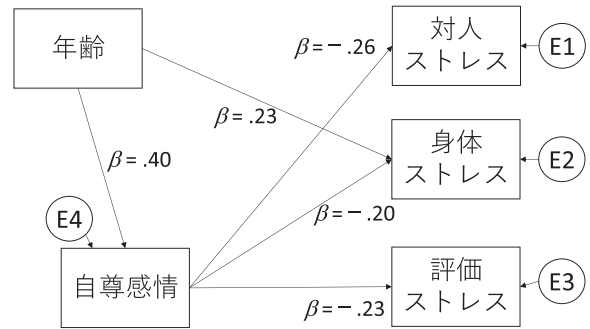 年齢
対人
ストレス
E1
β=－.26
β=.23
身体
ストレス
E2
β=.40
E4
β=－.20
自尊感情
評価
ストレス
E3
β=－.23